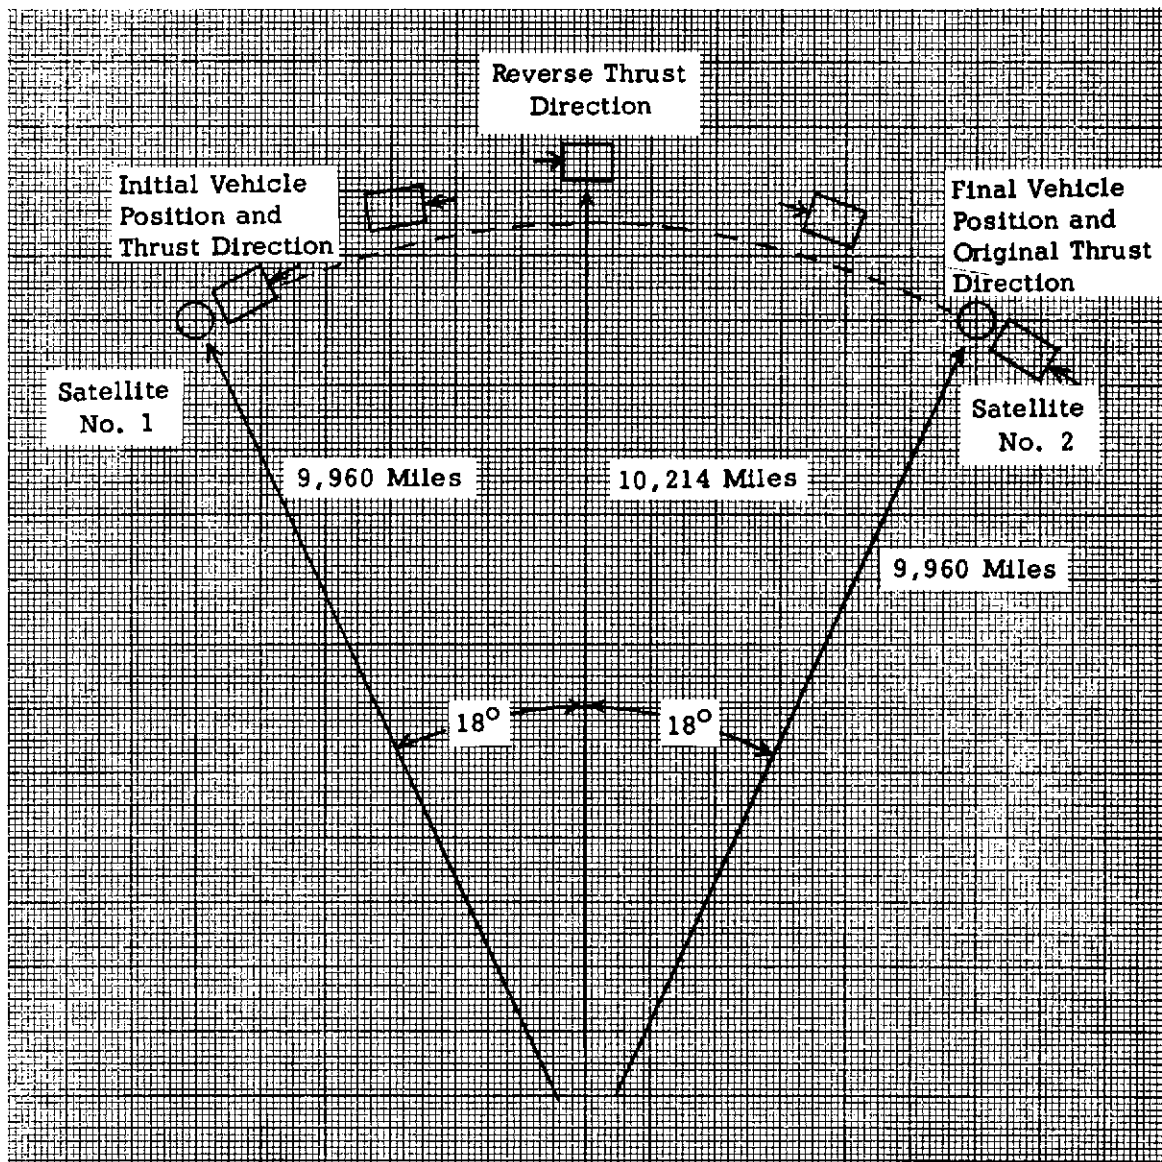 Reverse Thrust
Direction
Initial Vehicle
Position and
Thrust Direction
Final Vehicle
Position and
Original Thrust
Direction
Satellite
No. 1
Satellite
No. 2
9,960 Miles
10,214 Miles
9,960 Miles
18°
18°